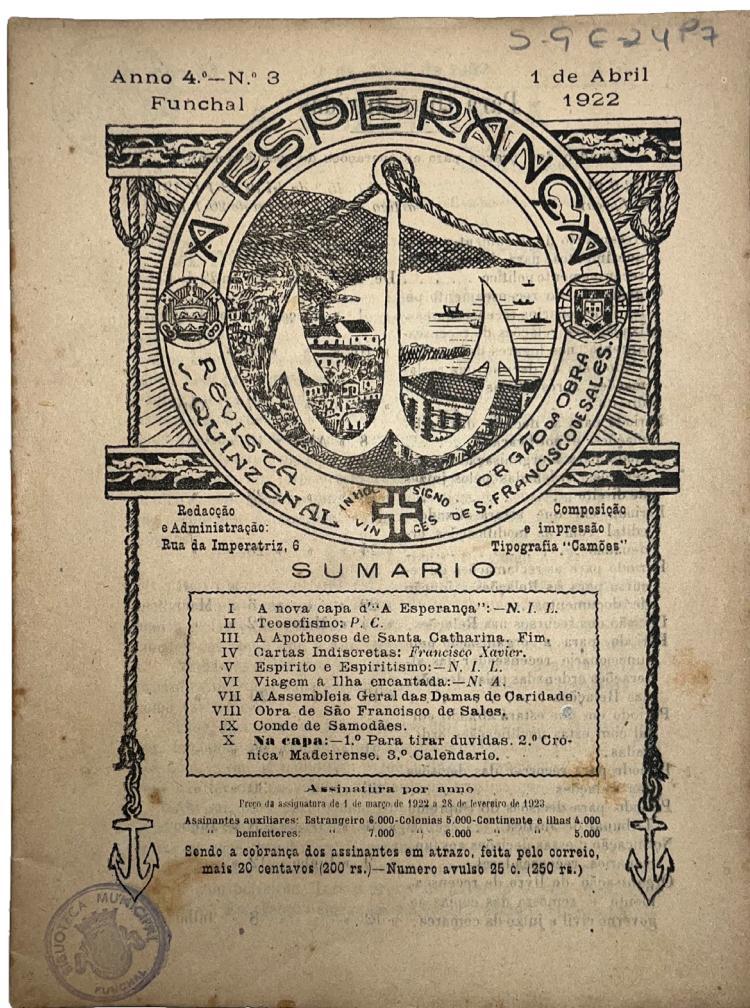 S-9 E-24 P7
Anno 4.º—N.º 3
Funchal
1 de Abril
1922
A ESPERANÇA
REVISTA
QUINZENAL
ORGÃO DA OBRA
DE S. FRANCISCO DE SALES.
IN HOC SIGNO
VINCES
Redacção
e Administração:
Rua da Imperatriz, 6
Composição
e impressão
Tipografia "Camões"
SUMARIO
I A nova capa d'"A Esperança":—N. I. L.
II Teosofismo: P. C.
III A Apotheose de Santa Catharina. Fim.
IV Cartas Indiscretas: Francisco Xavier.
V Espirito e Espiritismo:—N. I. L.
VI Viagem a Ilha encantada:—N. A.
VII A Assembleia Geral das Damas de Caridade
VIII Obra de São Francisco de Sales.
IX Conde de Samodães.
X Na capa:—1.º Para tirar duvidas. 2.º Cró-
nica Madeirense. 3.º Calendario.
Assinatura por anno
Preço da assignatura de 1 de março de 1922 a 28 de fevereiro de 1923
Assinantes auxiliares: Estrangeiro 6.000-Colonias 5.000-Continente e ilhas 4.000
" bemfeitores: " 7.000 " 6.000 " " 5.000
Sendo a cobrança dos assinantes em atrazo, feita pelo correio,
mais 20 centavos (200 rs.)—Numero avulso 25 c. (250 rs.)
BIBLIOTECA MUNICIPAL
FUNCHAL